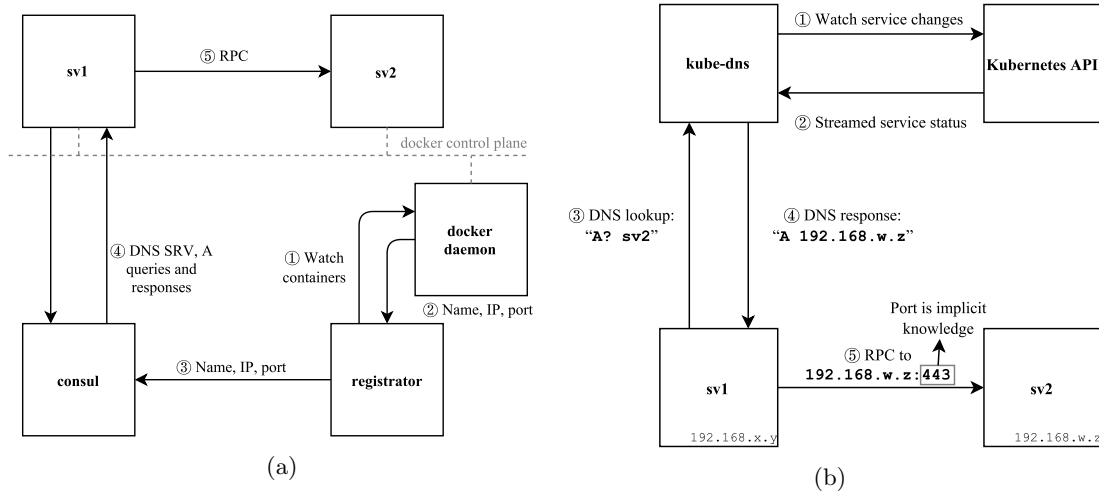 sv1
⑤ RPC
sv2
docker control plane
docker
daemon
① Watch
containers
② Name, IP, port
④ DNS SRV, A
queries and
responses
consul
③ Name, IP, port
registrator
(a)
kube-dns
① Watch service changes
Kubernetes API
② Streamed service status
③ DNS lookup:
“A? sv2”
④ DNS response:
“A 192.168.w.z”
Port is implicit
knowledge
⑤ RPC to
192.168.w.z:443
sv1
192.168.x.y
sv2
192.168.w.z
(b)